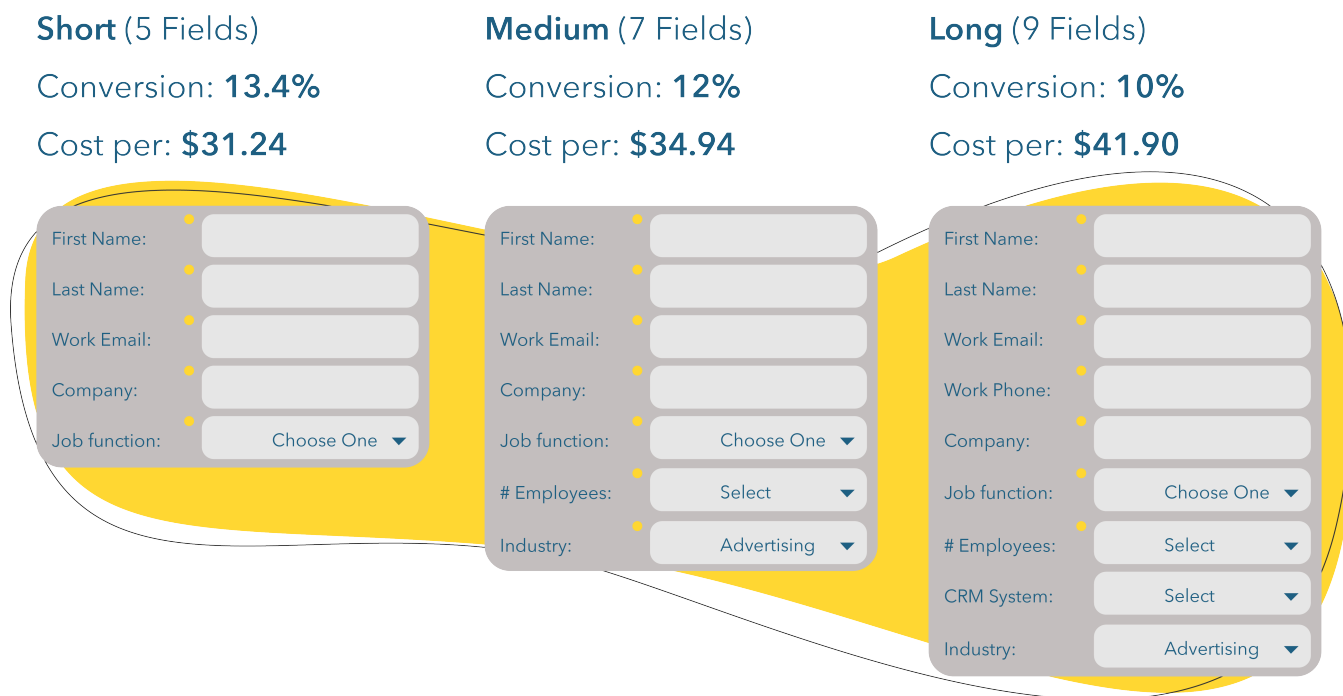 Short (5 Fields)
Conversion: 13.4%
Cost per: $31.24
First Name:
Last Name:
Work Email:
Company:
Job function: Choose One
Medium (7 Fields)
Conversion: 12%
Cost per: $34.94
First Name:
Last Name:
Work Email:
Company:
Job function: Choose One
# Employees: Select
Industry: Advertising
Long (9 Fields)
Conversion: 10%
Cost per: $41.90
First Name:
Last Name:
Work Email:
Work Phone:
Company:
Job function: Choose One
# Employees: Select
CRM System: Select
Industry: Advertising